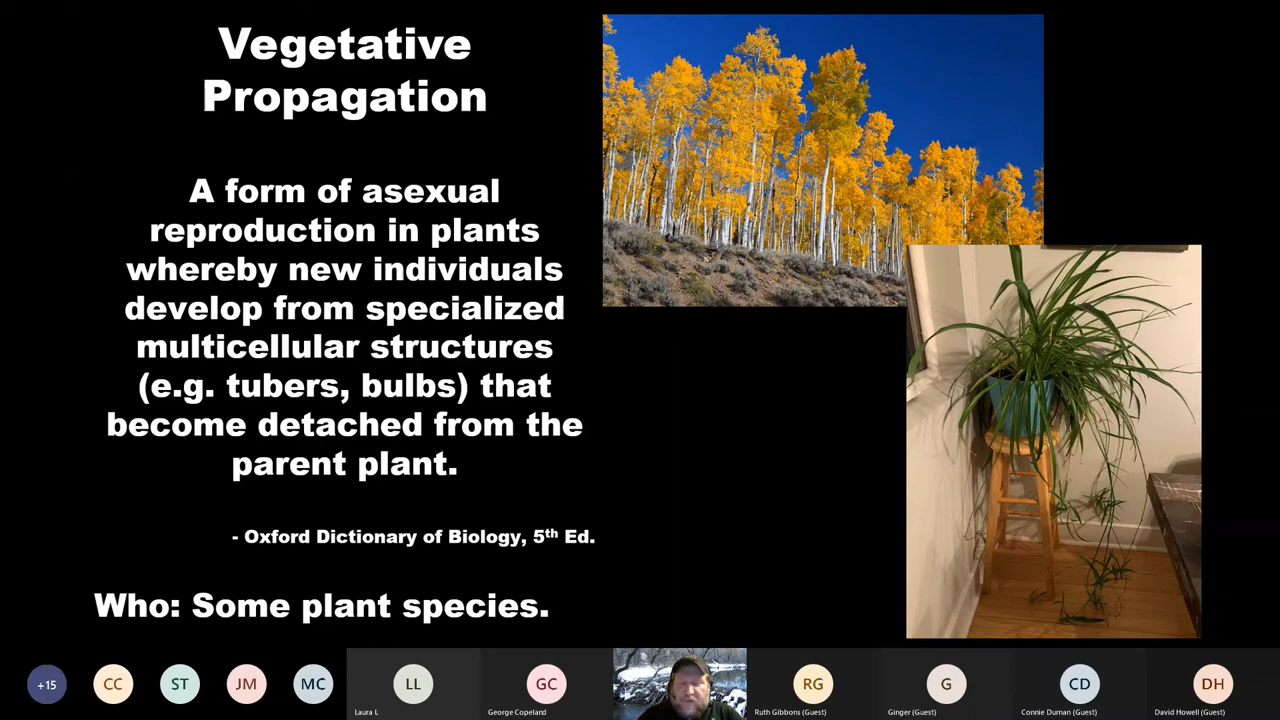 Vegetative
Propagation
A form of asexual
reproduction in plants
whereby new individuals
develop from specialized
multicellular structures
(e.g. tubers, bulbs) that
become detached from the
parent plant.
- Oxford Dictionary of Biology, 5th Ed.
Who: Some plant species.
+15
CC
ST
JM
MC
LL
GC
RG
G
CD
DH
Laura L
George Copeland
Ruth Gibbons (Guest)
Ginger (Guest)
Connie Durnan (Guest)
David Howell (Guest)